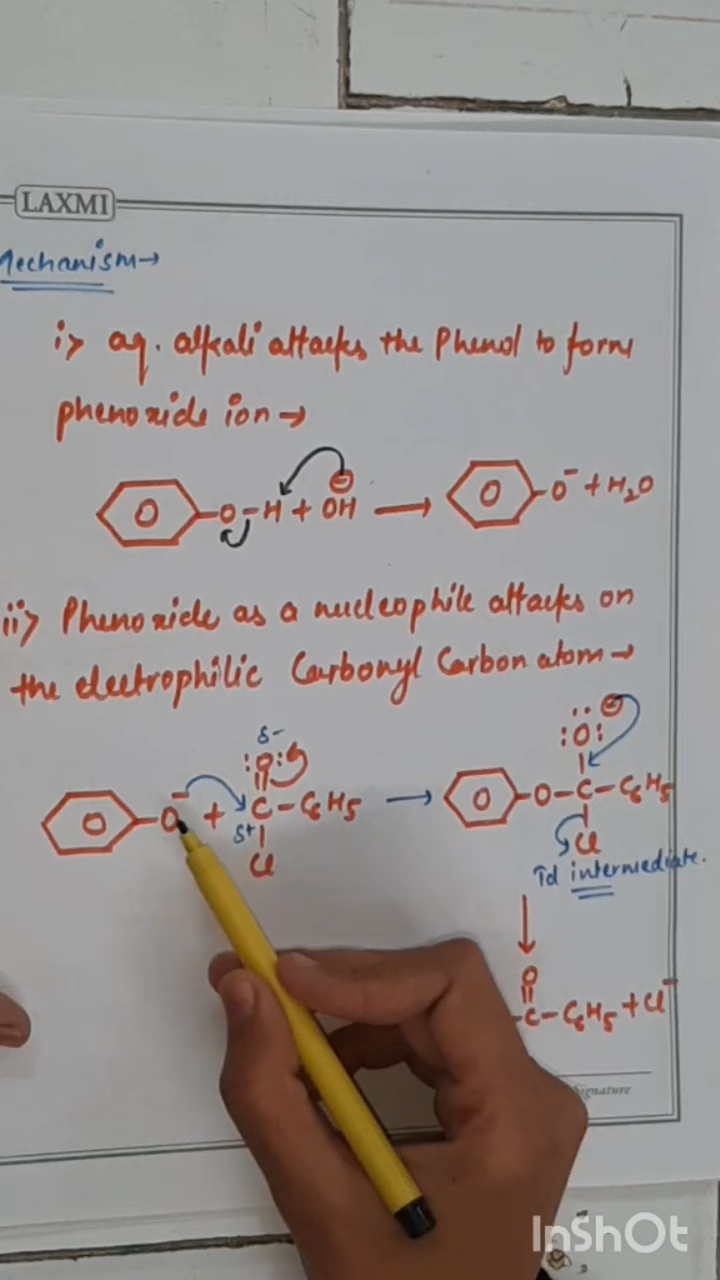 LAXMI
Mechanism→
i> aq. alkali attacks the Phenol to form
phenoxide ion→
O-H + OH⊖ → O⁻ + H₂O
ii> Phenoxide as a nucleophile attacks on
the electrophilic Carbonyl Carbon atom→
δ-
:O: :O:⊖
O⁻ + C-C₆H₅ → O-C-C₆H₅
δ+
Cl Cl
Td intermediate.
↓
O
-C-C₆H₅ + Cl⁻
Signature
InShOt